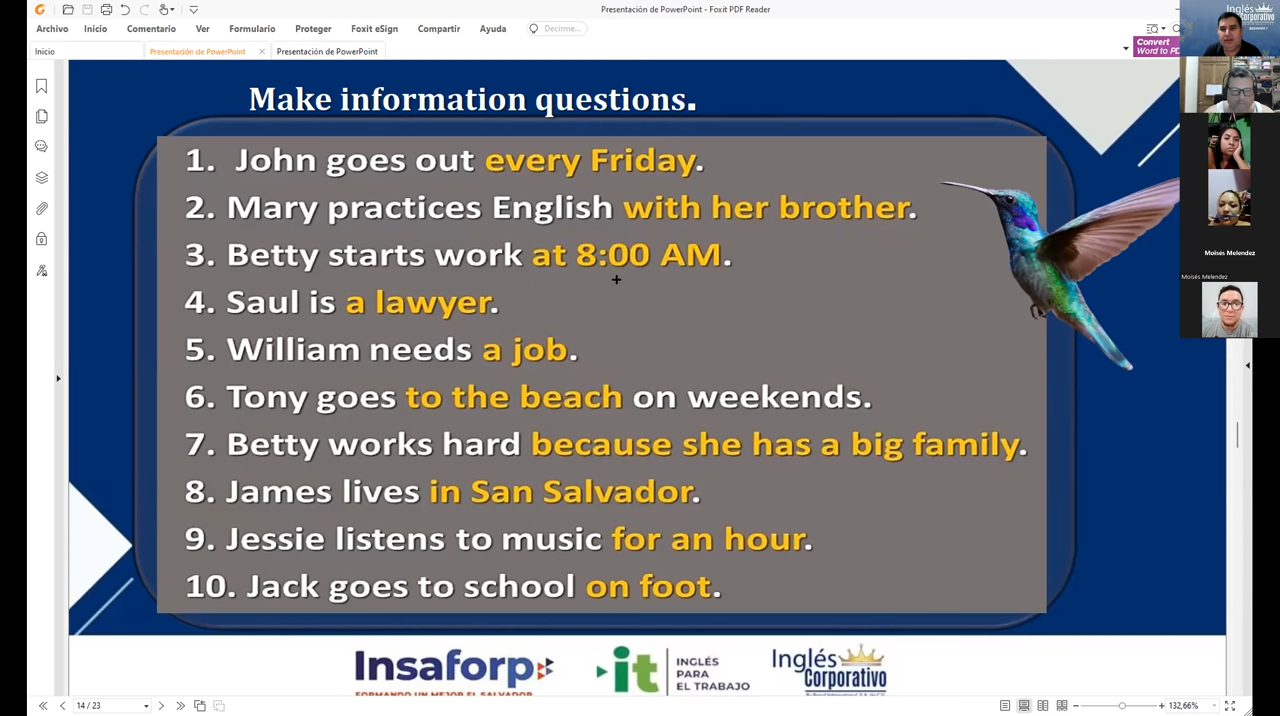 Presentación de PowerPoint - Foxit PDF Reader
Archivo Inicio Comentario Ver Formulario Proteger Foxit eSign Compartir Ayuda Decirme...
Inicio Presentación de PowerPoint Presentación de PowerPoint
Convert
Word to PD
Inglés
Corporativo
Make information questions.
1. John goes out every Friday.
2. Mary practices English with her brother.
3. Betty starts work at 8:00 AM.
4. Saul is a lawyer.
5. William needs a job.
6. Tony goes to the beach on weekends.
7. Betty works hard because she has a big family.
8. James lives in San Salvador.
9. Jessie listens to music for an hour.
10. Jack goes to school on foot.
Moisés Melendez
Moisés Melendez
Insaforp
FORMANDO UN MEJOR EL SALVADOR
it
INGLÉS
PARA
EL TRABAJO
Inglés
Corporativo
14 / 23
132,66%